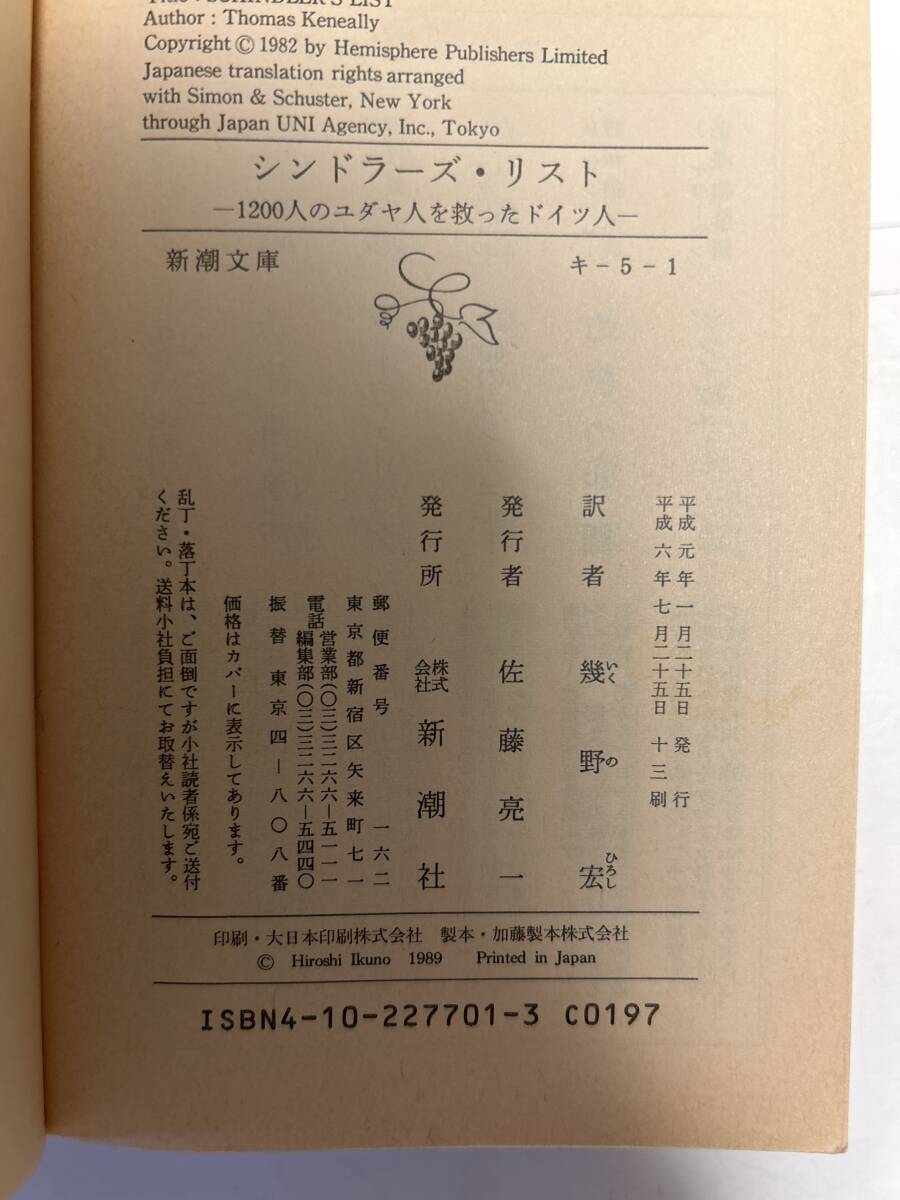 Title : SCHINDLER'S LIST
Author : Thomas Keneally
Copyright © 1982 by Hemisphere Publishers Limited
Japanese translation rights arranged
with Simon & Schuster, New York
through Japan UNI Agency, Inc., Tokyo
シンドラーズ・リスト
—1200人のユダヤ人を救ったドイツ人—
新潮文庫 キ-5-1
平成元年一月二十五日発行
平成六年七月二十五日十三刷
訳者 幾野宏
いくのひろし
発行者 佐藤亮一
発行所 株式会社 新潮社
郵便番号 一六二
東京都新宿区矢来町七一
電話 営業部(〇三)三二六六―五一一一
編集部(〇三)三二六六―五四四〇
振替 東京四―八〇八番
価格はカバーに表示してあります。
乱丁・落丁本は、ご面倒ですが小社読者係宛ご送付
ください。送料小社負担にてお取替えいたします。
印刷・大日本印刷株式会社 製本・加藤製本株式会社
© Hiroshi Ikuno 1989 Printed in Japan
ISBN4-10-227701-3 C0197